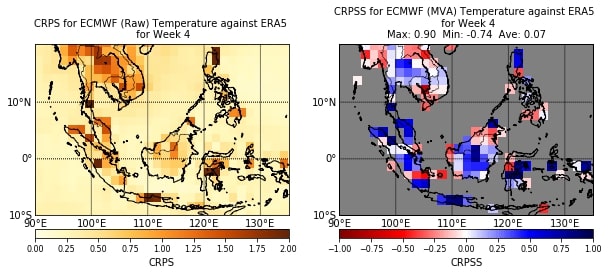 CRPS for ECMWF (Raw) Temperature against ERA5
for Week 4
10°N
0°
10°S
90°E 100°E 110°E 120°E 130°E
0.00 0.25 0.50 0.75 1.00 1.25 1.50 1.75 2.00
CRPS
CRPSS for ECMWF (MVA) Temperature against ERA5
for Week 4
Max: 0.90 Min: -0.74 Ave: 0.07
10°N
0°
10°S
90°E 100°E 110°E 120°E 130°E
−1.00 −0.75 −0.50 −0.25 0.00 0.25 0.50 0.75 1.00
CRPSS